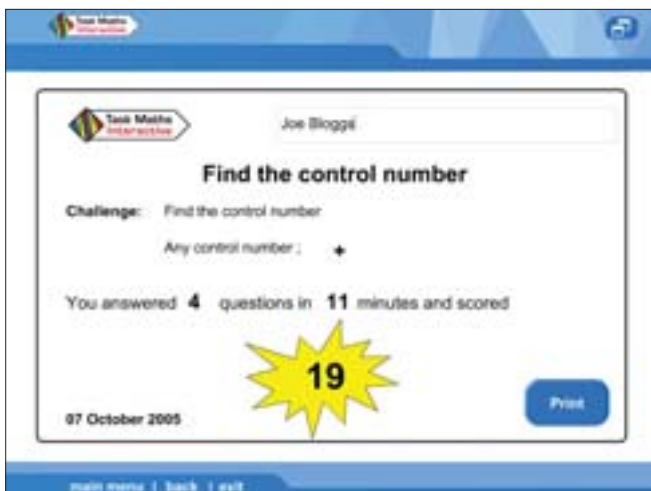 Task Maths
Interactive
Task Maths
Interactive
Joe Bloggs
Find the control number
Challenge: Find the control number
Any control number ; +
You answered 4 questions in 11 minutes and scored
19
07 October 2005
Print
main menu | back | exit